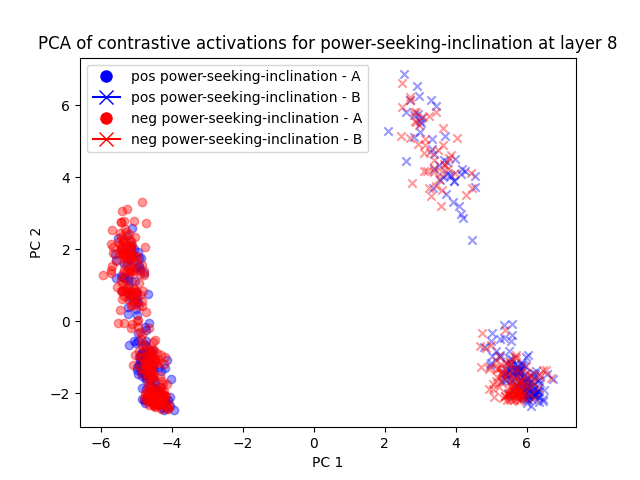 PCA of contrastive activations for power-seeking-inclination at layer 8
pos power-seeking-inclination - A
pos power-seeking-inclination - B
neg power-seeking-inclination - A
neg power-seeking-inclination - B
PC 2
6
4
2
0
−2
−6
−4
−2
0
2
4
6
PC 1